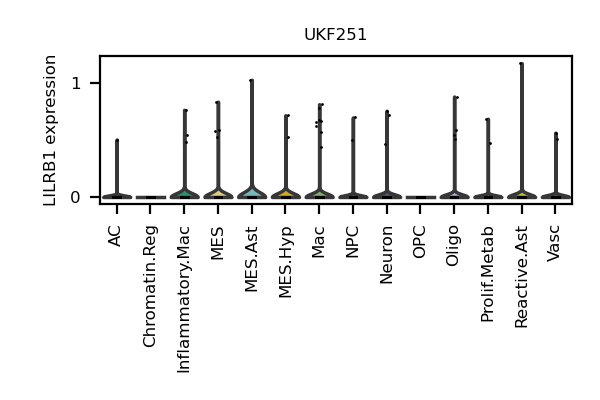 UKF251
LILRB1 expression
1
0
AC
Chromatin.Reg
Inflammatory.Mac
MES
MES.Ast
MES.Hyp
Mac
NPC
Neuron
OPC
Oligo
Prolif.Metab
Reactive.Ast
Vasc